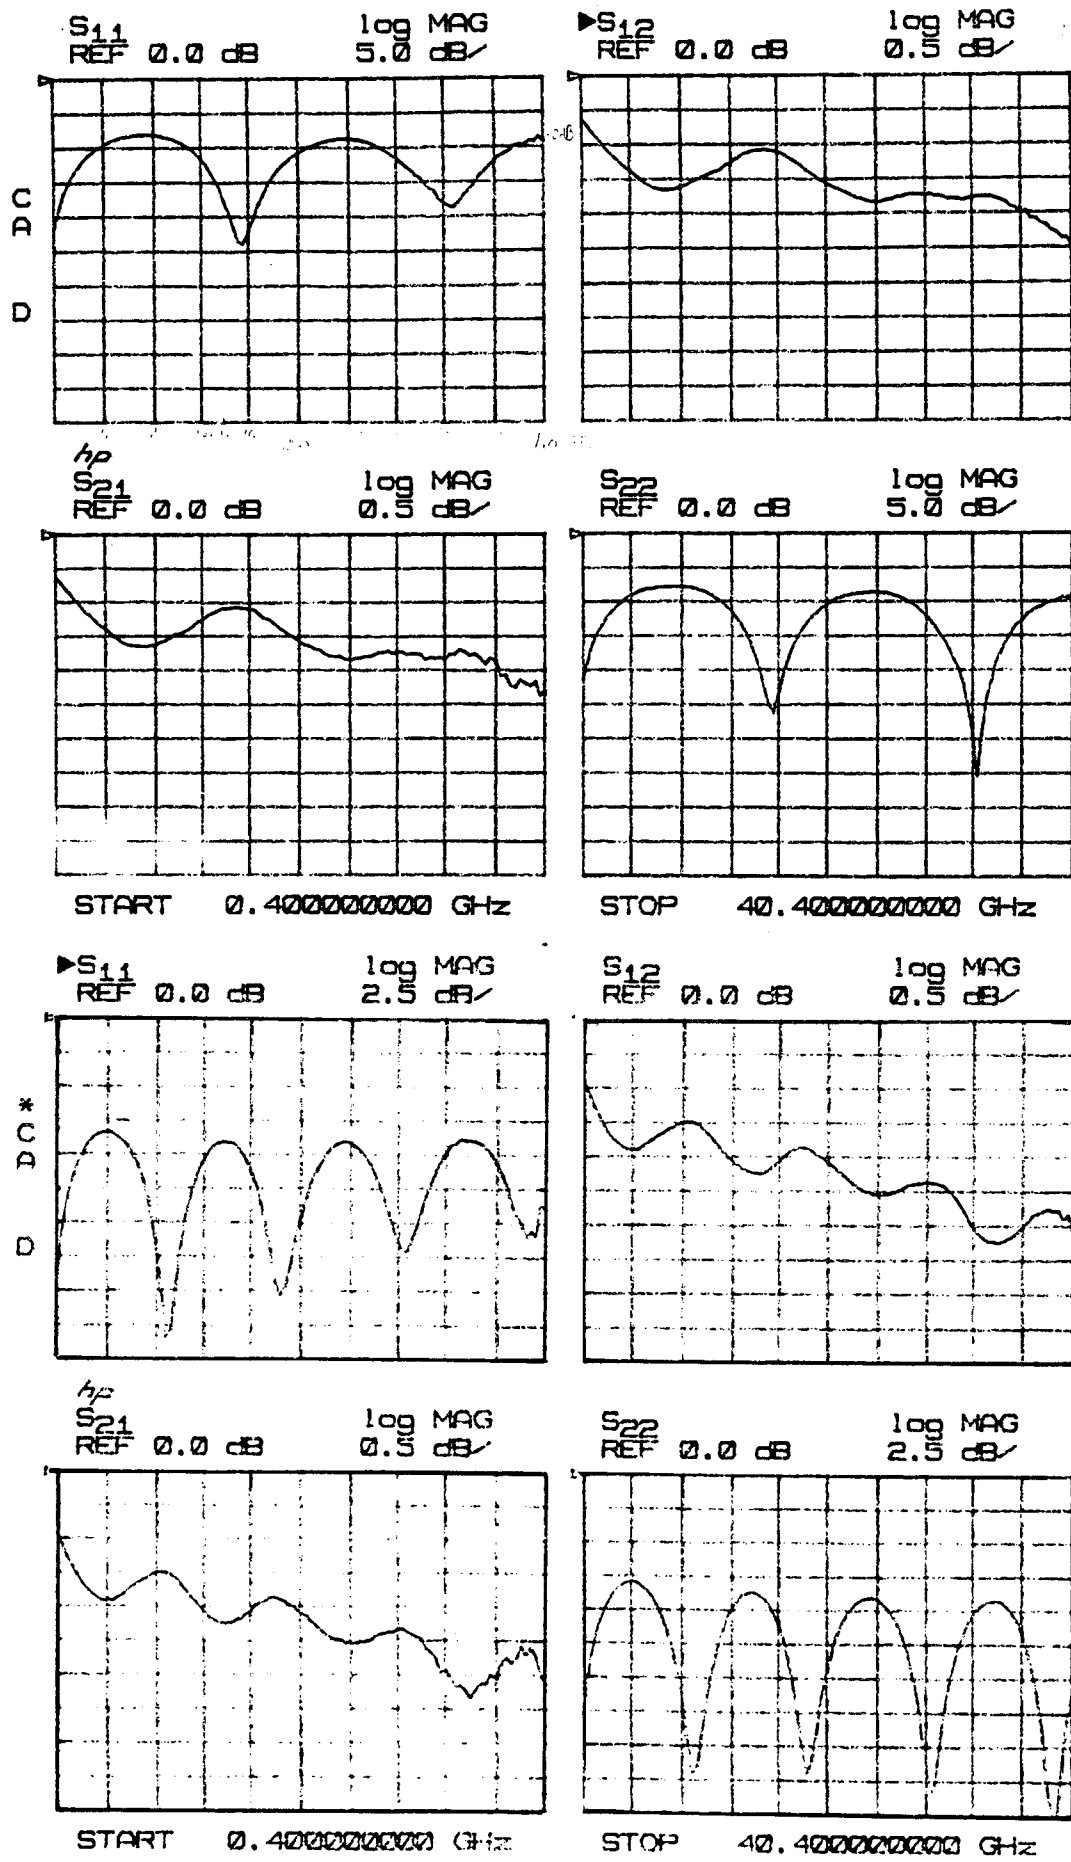 S11 log MAG
REF 0.0 dB 5.0 dB/
▶S12 log MAG
REF 0.0 dB 0.5 dB/
C
A
D
hp
S21 log MAG
REF 0.0 dB 0.5 dB/
S22 log MAG
REF 0.0 dB 5.0 dB/
START 0.400000000 GHz
STOP 40.400000000 GHz
▶S11 log MAG
REF 0.0 dB 2.5 dB/
S12 log MAG
REF 0.0 dB 0.5 dB/
*
C
A
D
hp
S21 log MAG
REF 0.0 dB 0.5 dB/
S22 log MAG
REF 0.0 dB 2.5 dB/
START 0.400000000 GHz
STOP 40.400000000 GHz